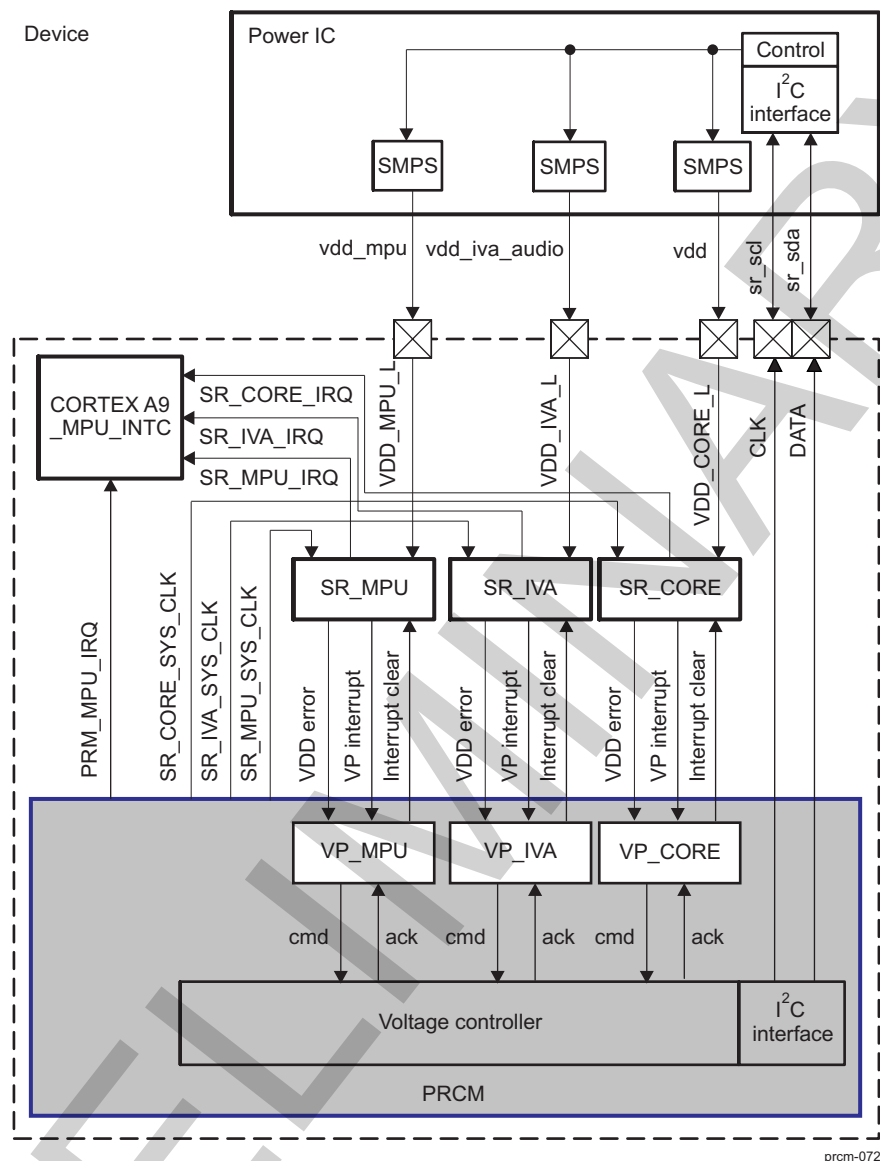 Device
Power IC
Control
I²C
interface
SMPS
SMPS
SMPS
vdd_mpu
vdd_iva_audio
vdd
sr_scl
sr_sda
CORTEX A9
_MPU_INTC
SR_CORE_IRQ
SR_IVA_IRQ
SR_MPU_IRQ
VDD_MPU_L
VDD_IVA_L
VDD_CORE_L
CLK
DATA
SR_MPU
SR_IVA
SR_CORE
PRM_MPU_IRQ
SR_CORE_SYS_CLK
SR_IVA_SYS_CLK
SR_MPU_SYS_CLK
VDD error
VP interrupt
Interrupt clear
VDD error
VP interrupt
Interrupt clear
VDD error
VP interrupt
Interrupt clear
VP_MPU
VP_IVA
VP_CORE
cmd
ack
cmd
ack
cmd
ack
Voltage controller
I²C
interface
PRCM
prcm-072